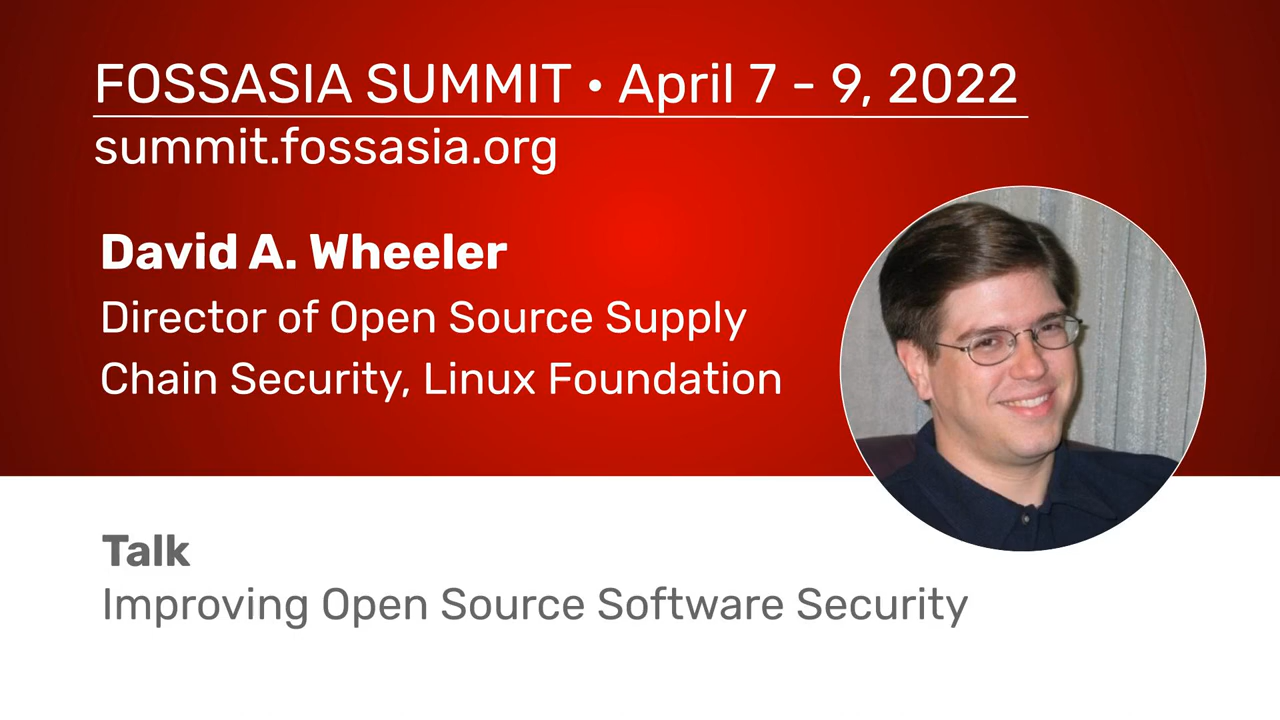 FOSSASIA SUMMIT • April 7 - 9, 2022
summit.fossasia.org
David A. Wheeler
Director of Open Source Supply
Chain Security, Linux Foundation
Talk
Improving Open Source Software Security